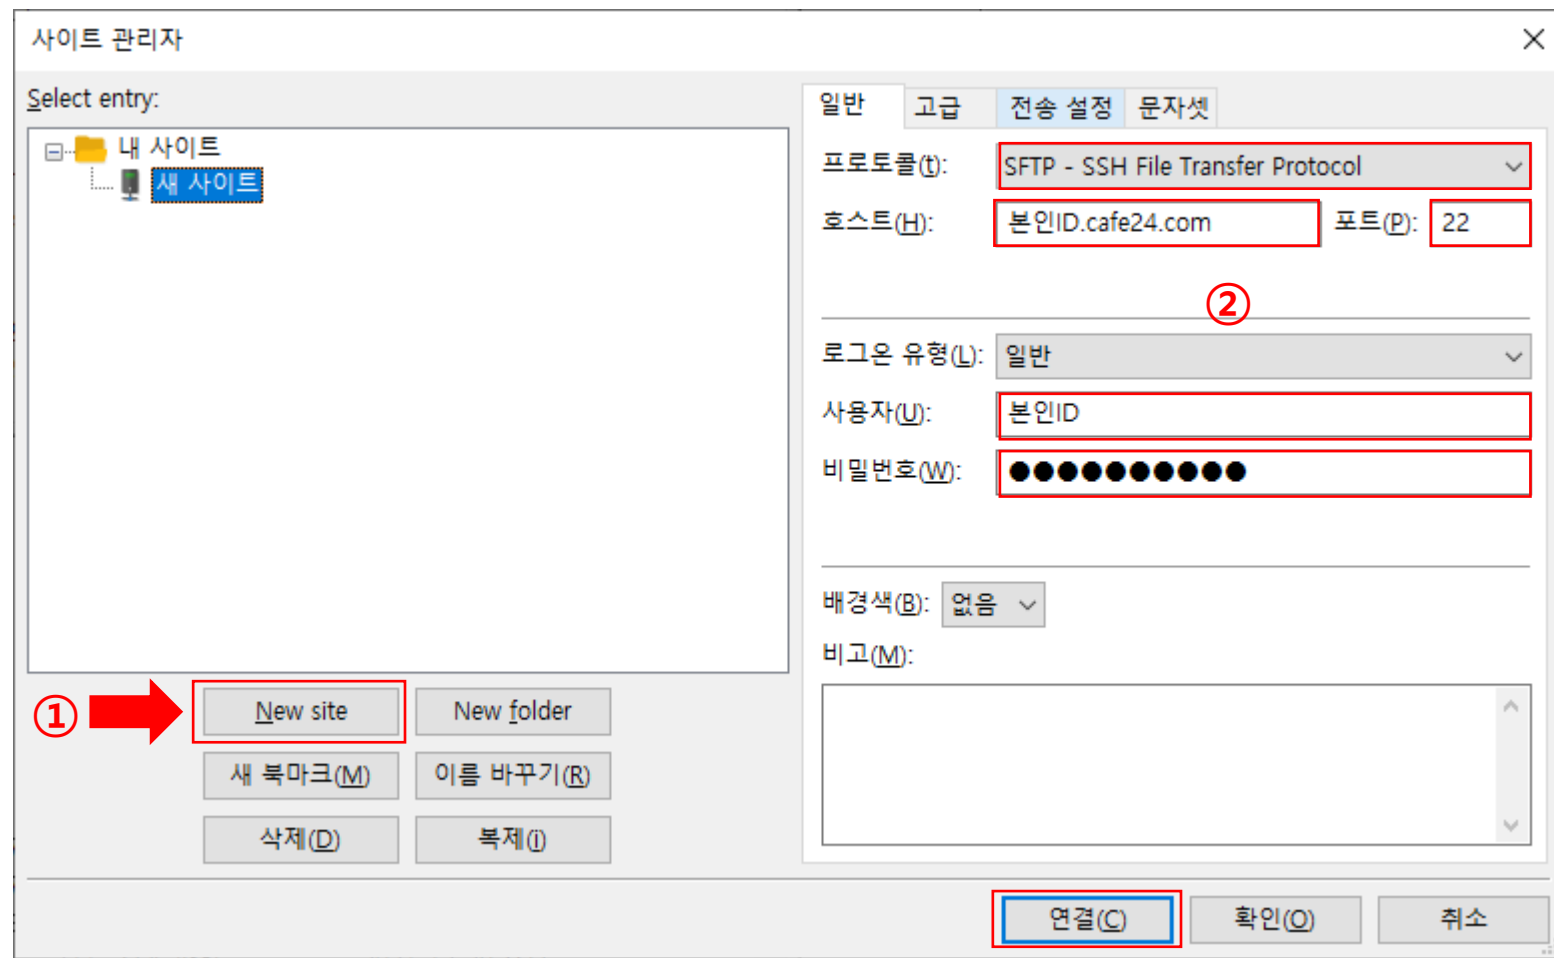 사이트 관리자
Select entry:
내 사이트
새 사이트
① New site New folder
새 북마크(M) 이름 바꾸기(R)
삭제(D) 복제(i)
일반 고급 전송 설정 문자셋
프로토콜(t): SFTP - SSH File Transfer Protocol
호스트(H): 본인ID.cafe24.com 포트(P): 22
②
로그온 유형(L): 일반
사용자(U): 본인ID
비밀번호(W): ●●●●●●●●●●
배경색(B): 없음
비고(M):
연결(C) 확인(O) 취소